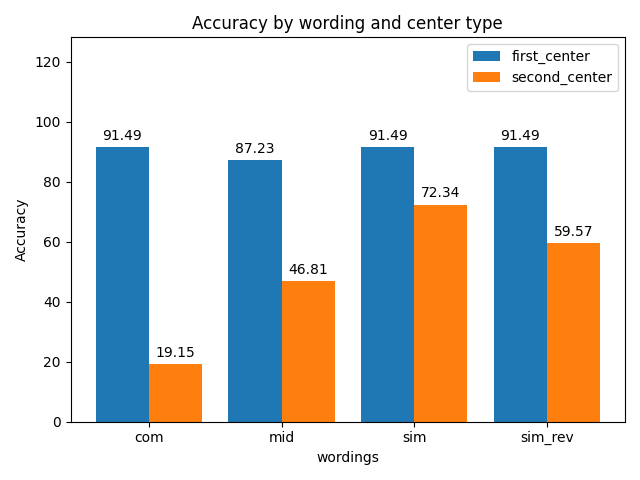 Accuracy by wording and center type
first_center
second_center
Accuracy
120
100
80
60
40
20
0
91.49
19.15
87.23
46.81
91.49
72.34
91.49
59.57
com
mid
sim
sim_rev
wordings